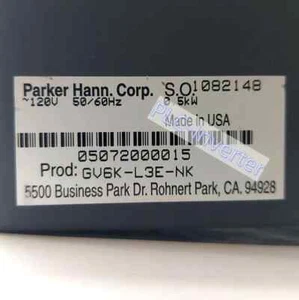 Parker Hann. Corp. S.O.1082148
~120V 50/60Hz 0.5kW
Made in USA
05072000015
Prod: GV6K-L3E-NK
5500 Business Park Dr. Rohnert Park, CA. 94928
Inverter